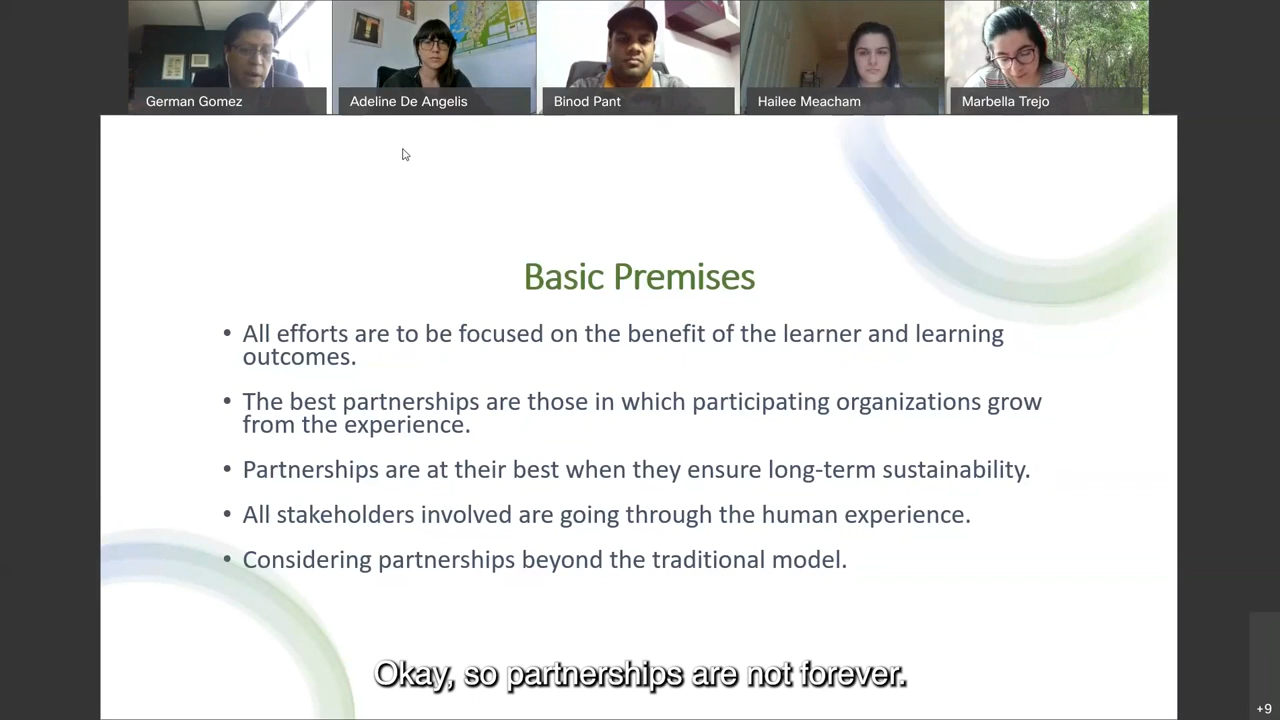 German Gomez
Adeline De Angelis
Binod Pant
Hailee Meacham
Marbella Trejo
Basic Premises
• All efforts are to be focused on the benefit of the learner and learning
outcomes.
• The best partnerships are those in which participating organizations grow
from the experience.
• Partnerships are at their best when they ensure long-term sustainability.
• All stakeholders involved are going through the human experience.
• Considering partnerships beyond the traditional model.
Okay, so partnerships are not forever.
+9